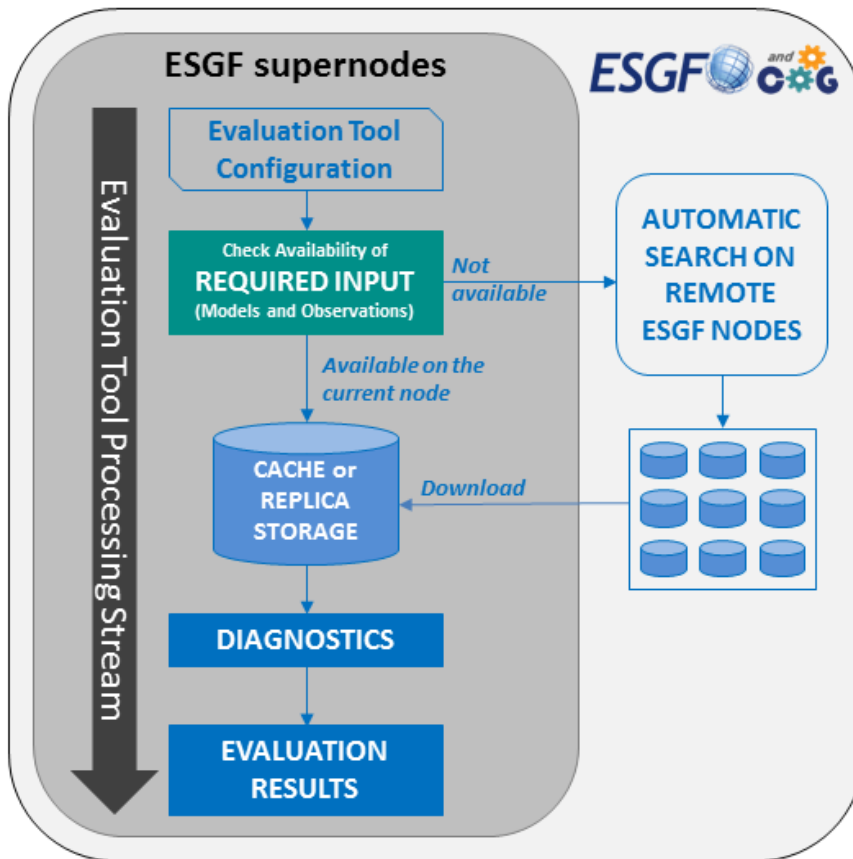 ESGF supernodes
ESGF
and
COG
Evaluation Tool Processing Stream
Evaluation Tool
Configuration
Check Availability of
REQUIRED INPUT
(Models and Observations)
Not
available
AUTOMATIC
SEARCH ON
REMOTE
ESGF NODES
Available on the
current node
CACHE or
REPLICA
STORAGE
Download
DIAGNOSTICS
EVALUATION
RESULTS